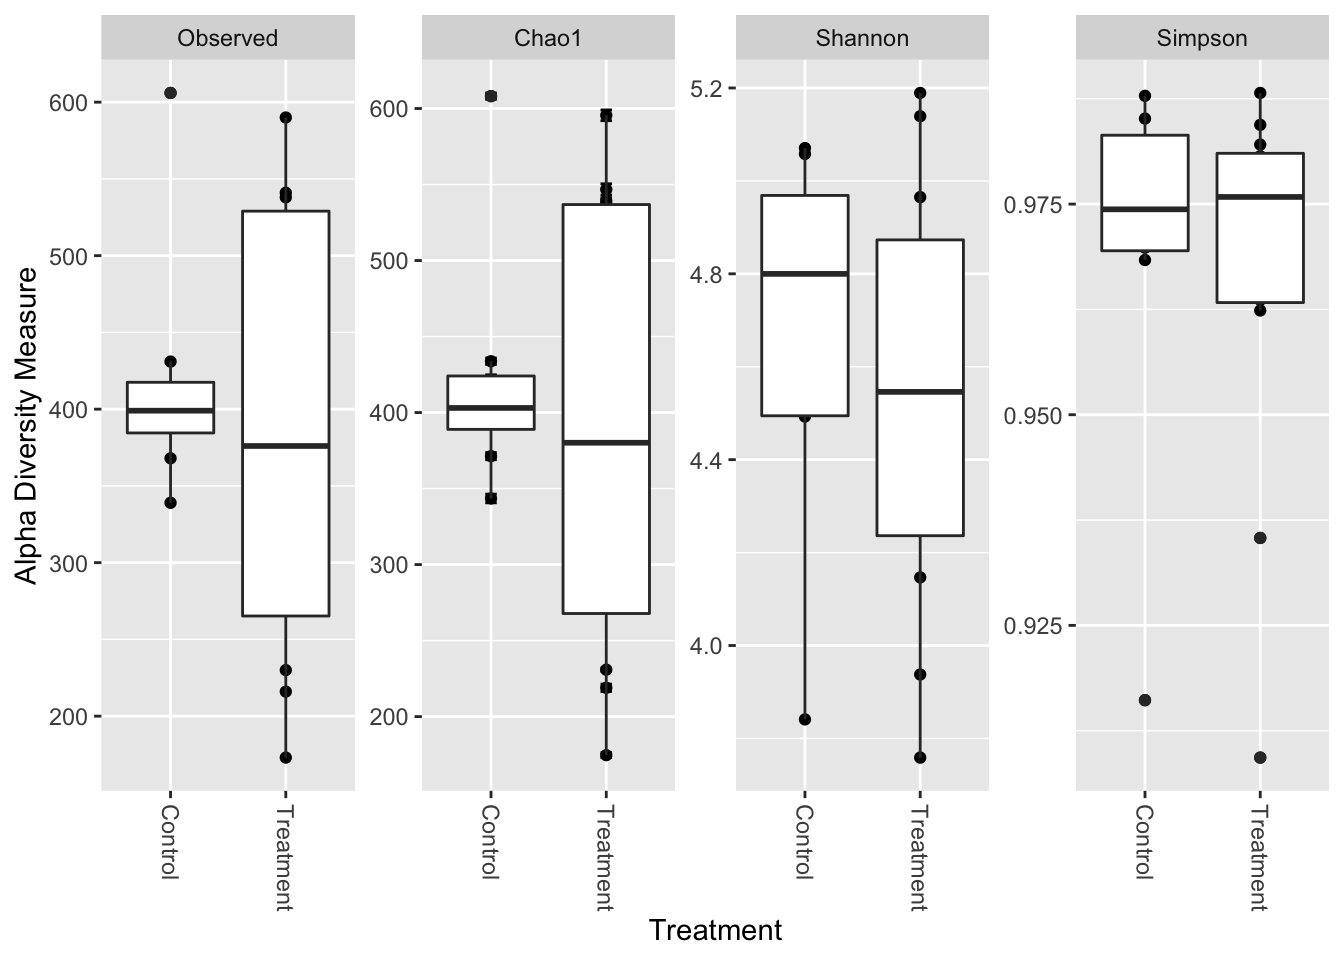 Observed
Chao1
Shannon
Simpson
Alpha Diversity Measure
600
500
400
300
200
600
500
400
300
200
5.2
4.8
4.4
4.0
0.975
0.950
0.925
Control
Treatment
Control
Treatment
Control
Treatment
Control
Treatment
Treatment